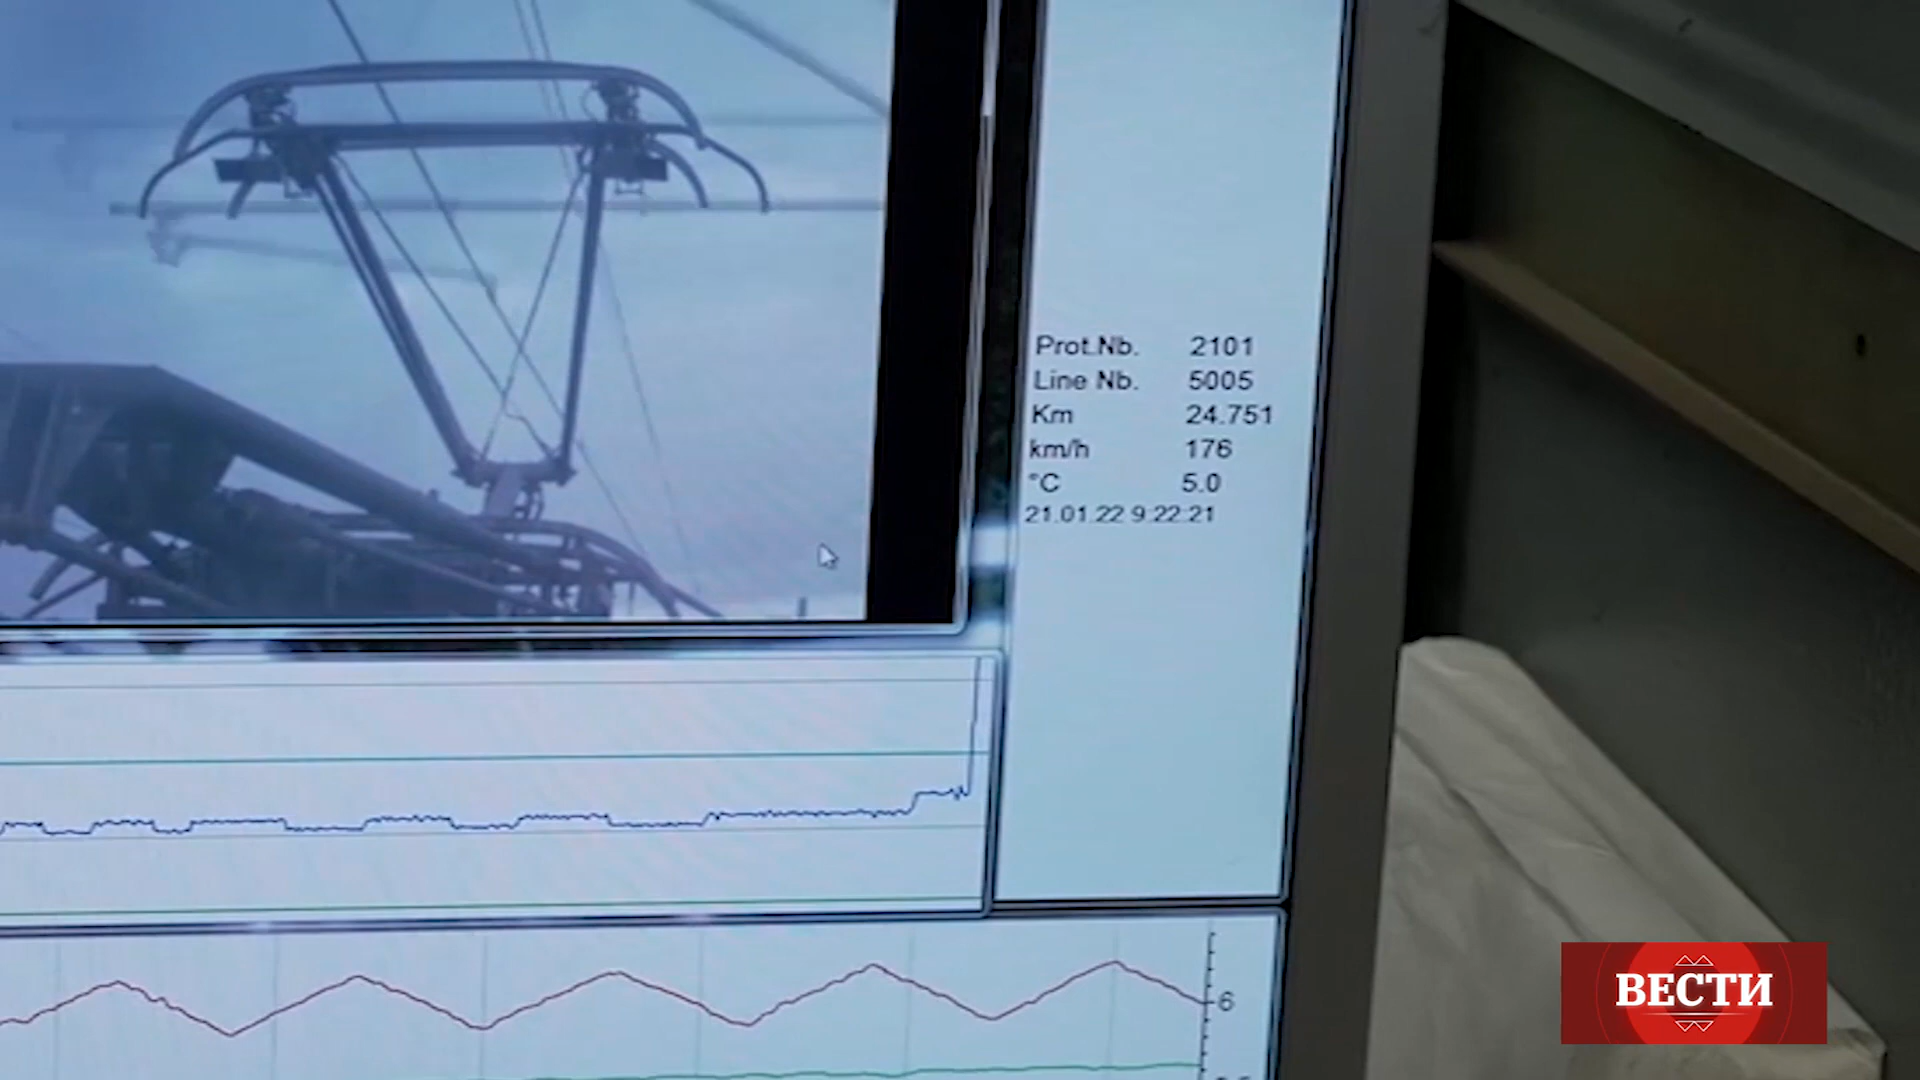 Prot.Nb. 2101
Line Nb. 5005
Km 24.751
km/h 176
°C 5.0
21.01.22 9:22:21
6
ВЕСТИ